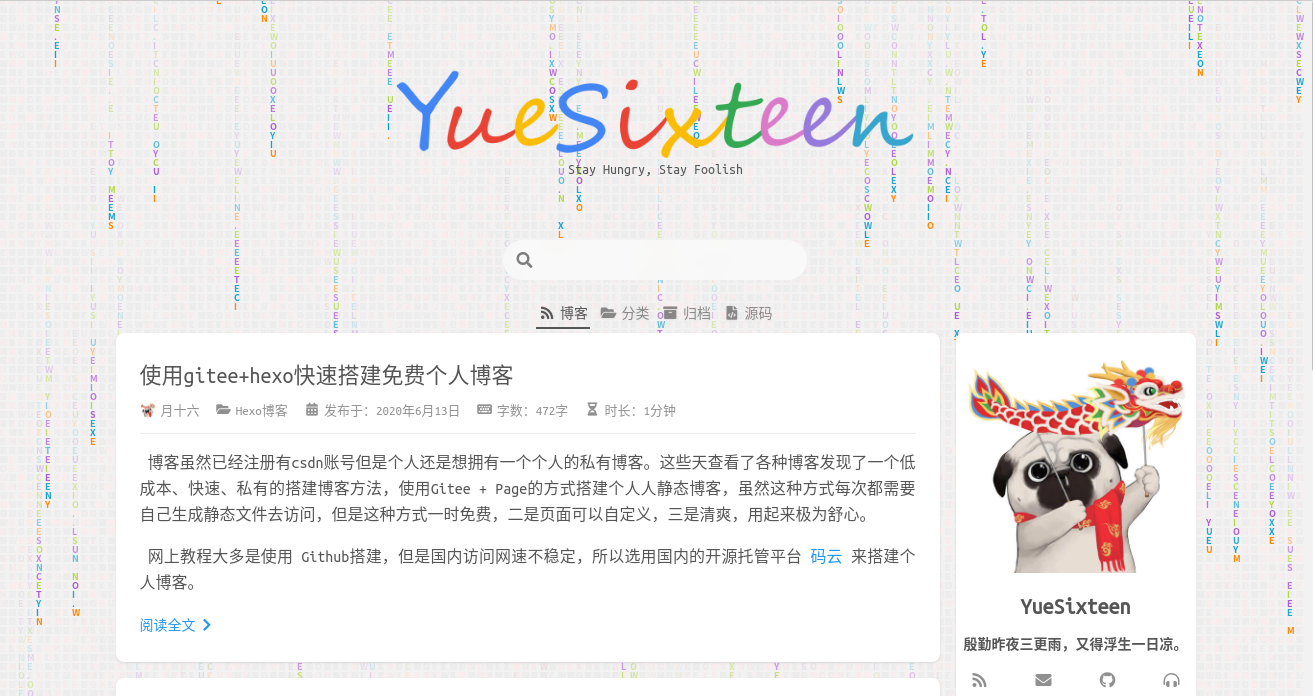 YueSixteen
Stay Hungry, Stay Foolish
博客 分类 归档 源码
使用gitee+hexo快速搭建免费个人博客
月十六 Hexo博客 发布于：2020年6月13日 字数：472字 时长：1分钟
博客虽然已经注册有csdn账号但是个人还是想拥有一个个人的私有博客。这些天查看了各种博客发现了一个低
成本、快速、私有的搭建博客方法，使用Gitee + Page的方式搭建个人人静态博客，虽然这种方式每次都需要
自己生成静态文件去访问，但是这种方式一时免费，二是页面可以自定义，三是清爽，用起来极为舒心。
网上教程大多是使用 Github搭建，但是国内访问网速不稳定，所以选用国内的开源托管平台 码云 来搭建个
人博客。
阅读全文
YueSixteen
殷勤昨夜三更雨，又得浮生一日凉。